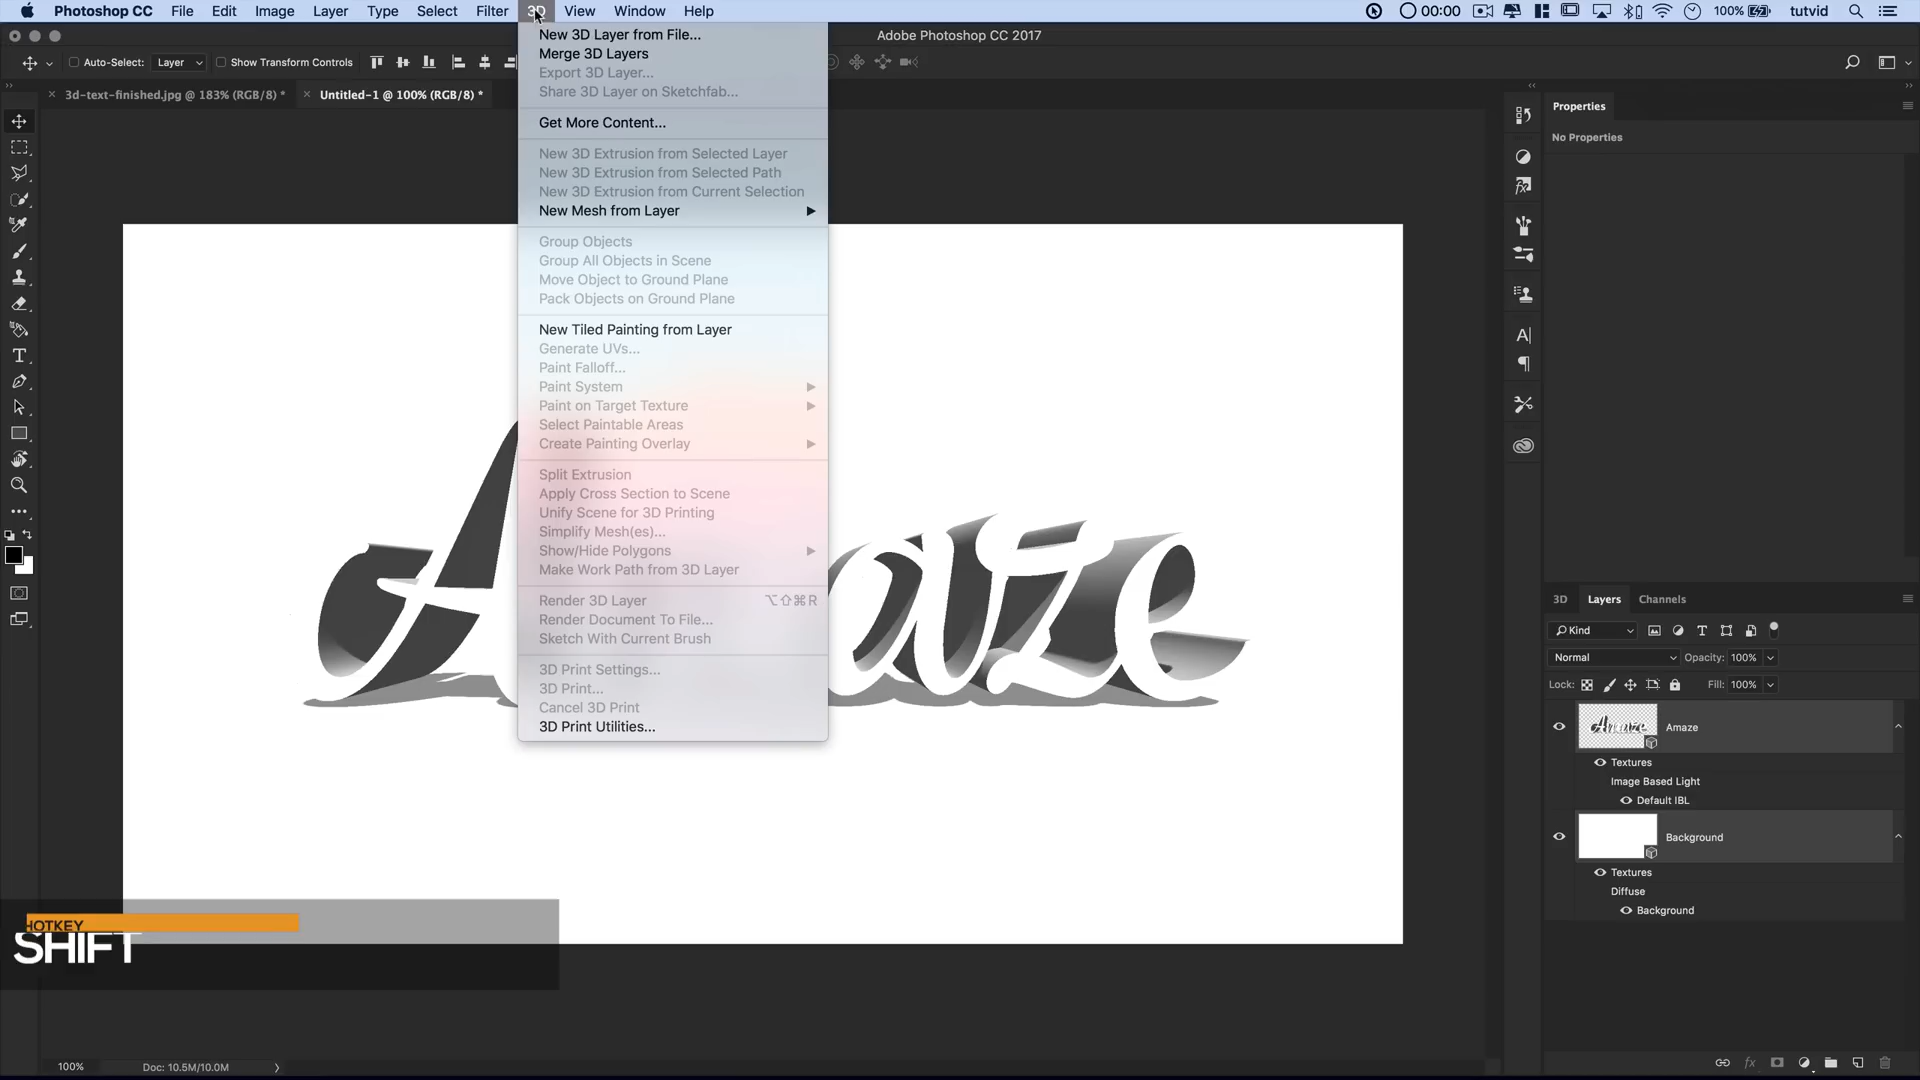 Photoshop CC File Edit Image Layer Type Select Filter 3D View Window Help 00:00 100% tutvid
Adobe Photoshop CC 2017
Auto-Select: Layer Show Transform Controls
3d-text-finished.jpg @ 183% (RGB/8) * Untitled-1 @ 100% (RGB/8) *
New 3D Layer from File...
Merge 3D Layers
Export 3D Layer...
Share 3D Layer on Sketchfab...
Get More Content...
New 3D Extrusion from Selected Layer
New 3D Extrusion from Selected Path
New 3D Extrusion from Current Selection
New Mesh from Layer
Group Objects
Group All Objects in Scene
Move Object to Ground Plane
Pack Objects on Ground Plane
New Tiled Painting from Layer
Generate UVs...
Paint Falloff...
Paint System
Paint on Target Texture
Select Paintable Areas
Create Painting Overlay
Split Extrusion
Apply Cross Section to Scene
Unify Scene for 3D Printing
Simplify Mesh(es)...
Show/Hide Polygons
Make Work Path from 3D Layer
Render 3D Layer ⌥⇧⌘R
Render Document To File...
Sketch With Current Brush
3D Print Settings...
3D Print...
Cancel 3D Print
3D Print Utilities...
Properties
No Properties
3D Layers Channels
Kind
Normal Opacity: 100%
Lock: Fill: 100%
Amaze
Textures
Image Based Light
Default IBL
Background
Textures
Diffuse
Background
HOTKEY
SHIFT
100% Doc: 10.5M/10.0M